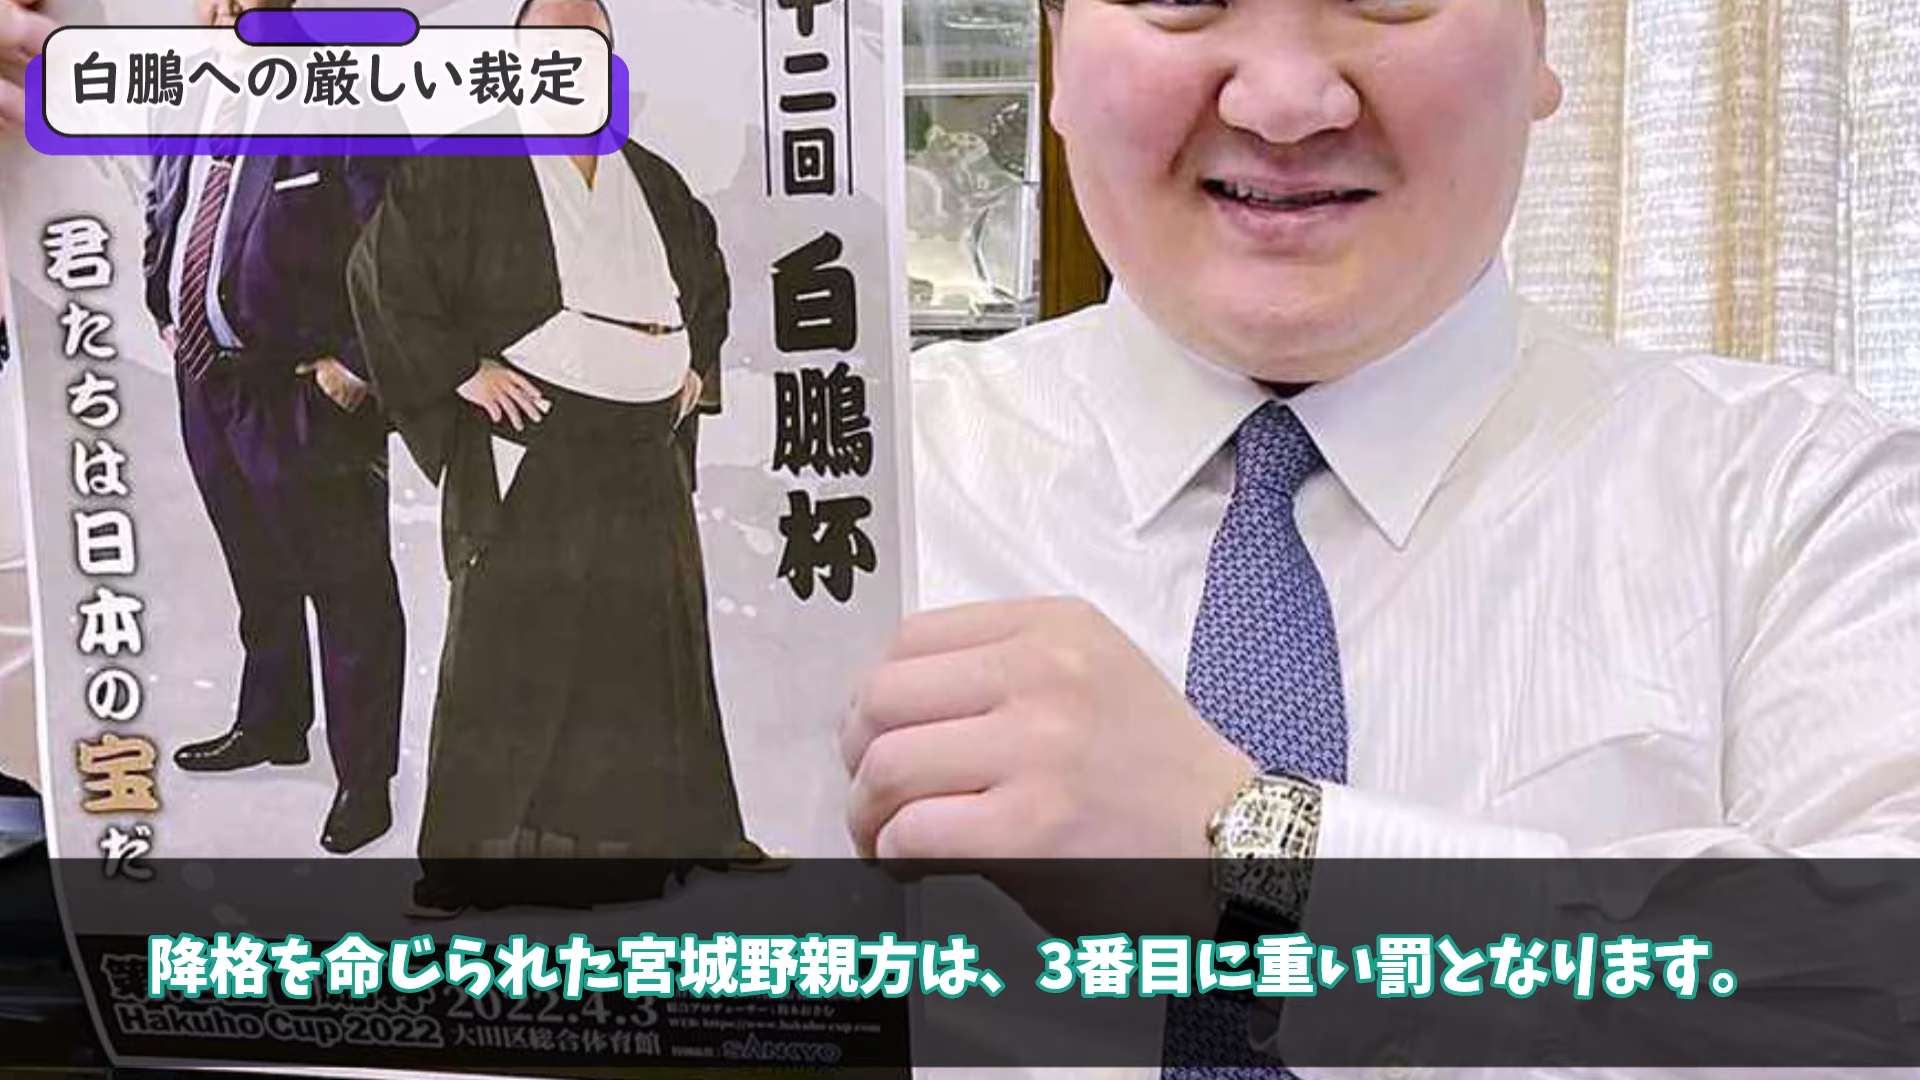 白鵬への厳しい裁定
十二回
白鵬杯
君たちは日本の宝だ
降格を命じられた宮城野親方は、3番目に重い罰となります。
2022.4.3
Hakuho Cup 2022
大田区総合体育館
SANKYO